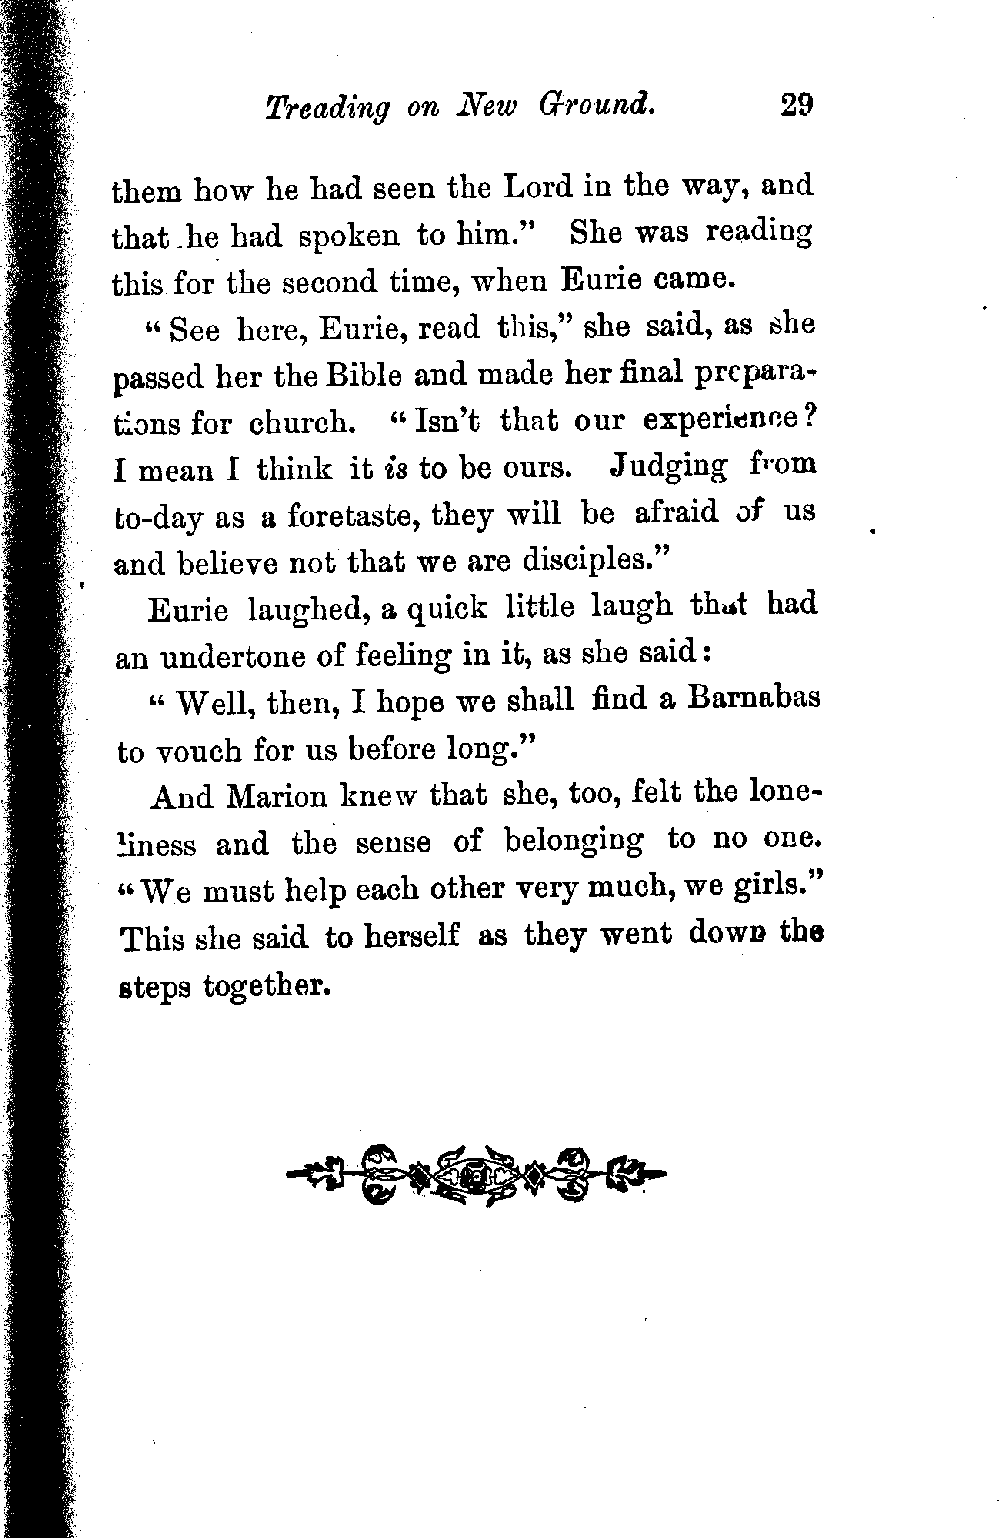 Treading on New Ground. 29
them how he had seen the Lord in the way, and
that he had spoken to him.” She was reading
this for the second time, when Eurie came.
“See here, Eurie, read this,” she said, as she
passed her the Bible and made her final prepara-
tions for church. “Isn’t that our experience?
I mean I think it is to be ours. Judging from
to-day as a foretaste, they will be afraid of us
and believe not that we are disciples.”
Eurie laughed, a quick little laugh that had
an undertone of feeling in it, as she said:
“Well, then, I hope we shall find a Barnabas
to vouch for us before long.”
And Marion knew that she, too, felt the lone-
liness and the sense of belonging to no one.
“We must help each other very much, we girls.”
This she said to herself as they went down the
steps together.